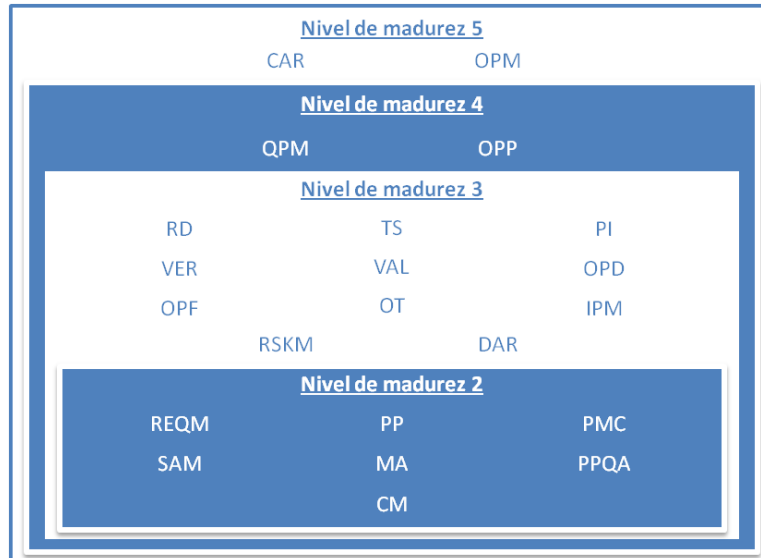 Nivel de madurez 5
CAR OPM
Nivel de madurez 4
QPM OPP
Nivel de madurez 3
RD TS PI
VER VAL OPD
OPF OT IPM
RSKM DAR
Nivel de madurez 2
REQM PP PMC
SAM MA PPQA
CM